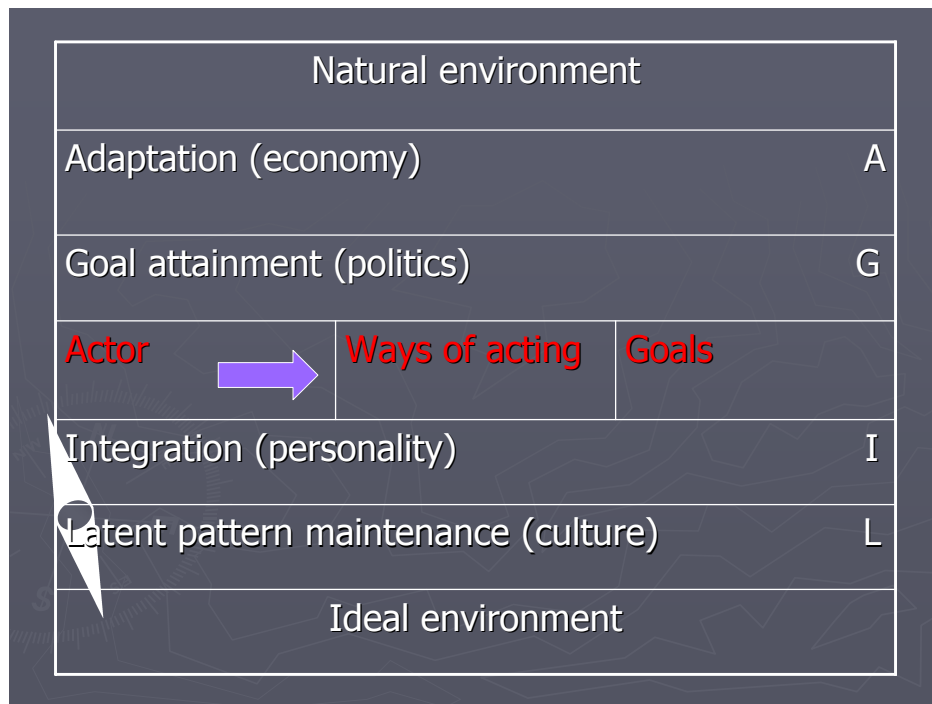 Natural environment
Adaptation (economy) A
Goal attainment (politics) G
Actor Ways of acting Goals
Integration (personality) I
Latent pattern maintenance (culture) L
Ideal environment